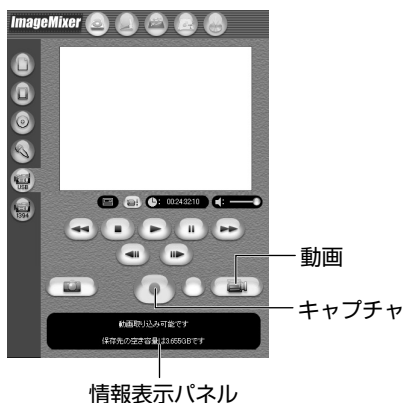 ImageMixer
USB
1394
00:24:32:10
動画
キャプチャ
動画取り込み可能です
保存先の空き容量は3.655GBです
情報表示パネル